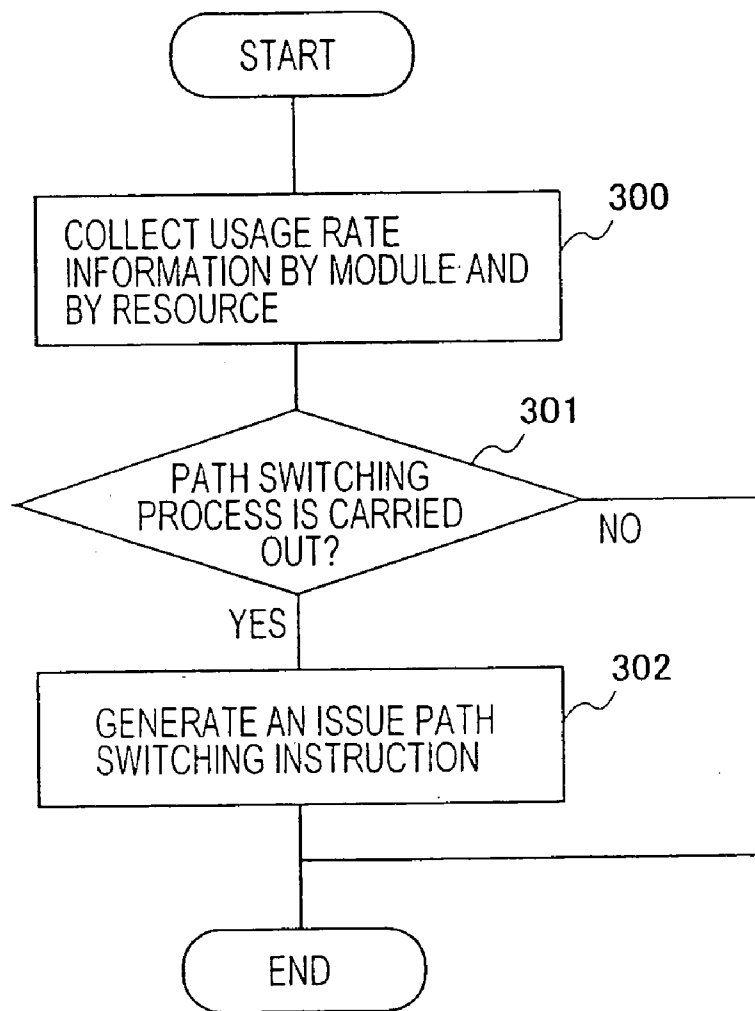 START
300
COLLECT USAGE RATE
INFORMATION BY MODULE AND
BY RESOURCE
301
PATH SWITCHING
PROCESS IS CARRIED
OUT?
NO
YES
302
GENERATE AN ISSUE PATH
SWITCHING INSTRUCTION
END